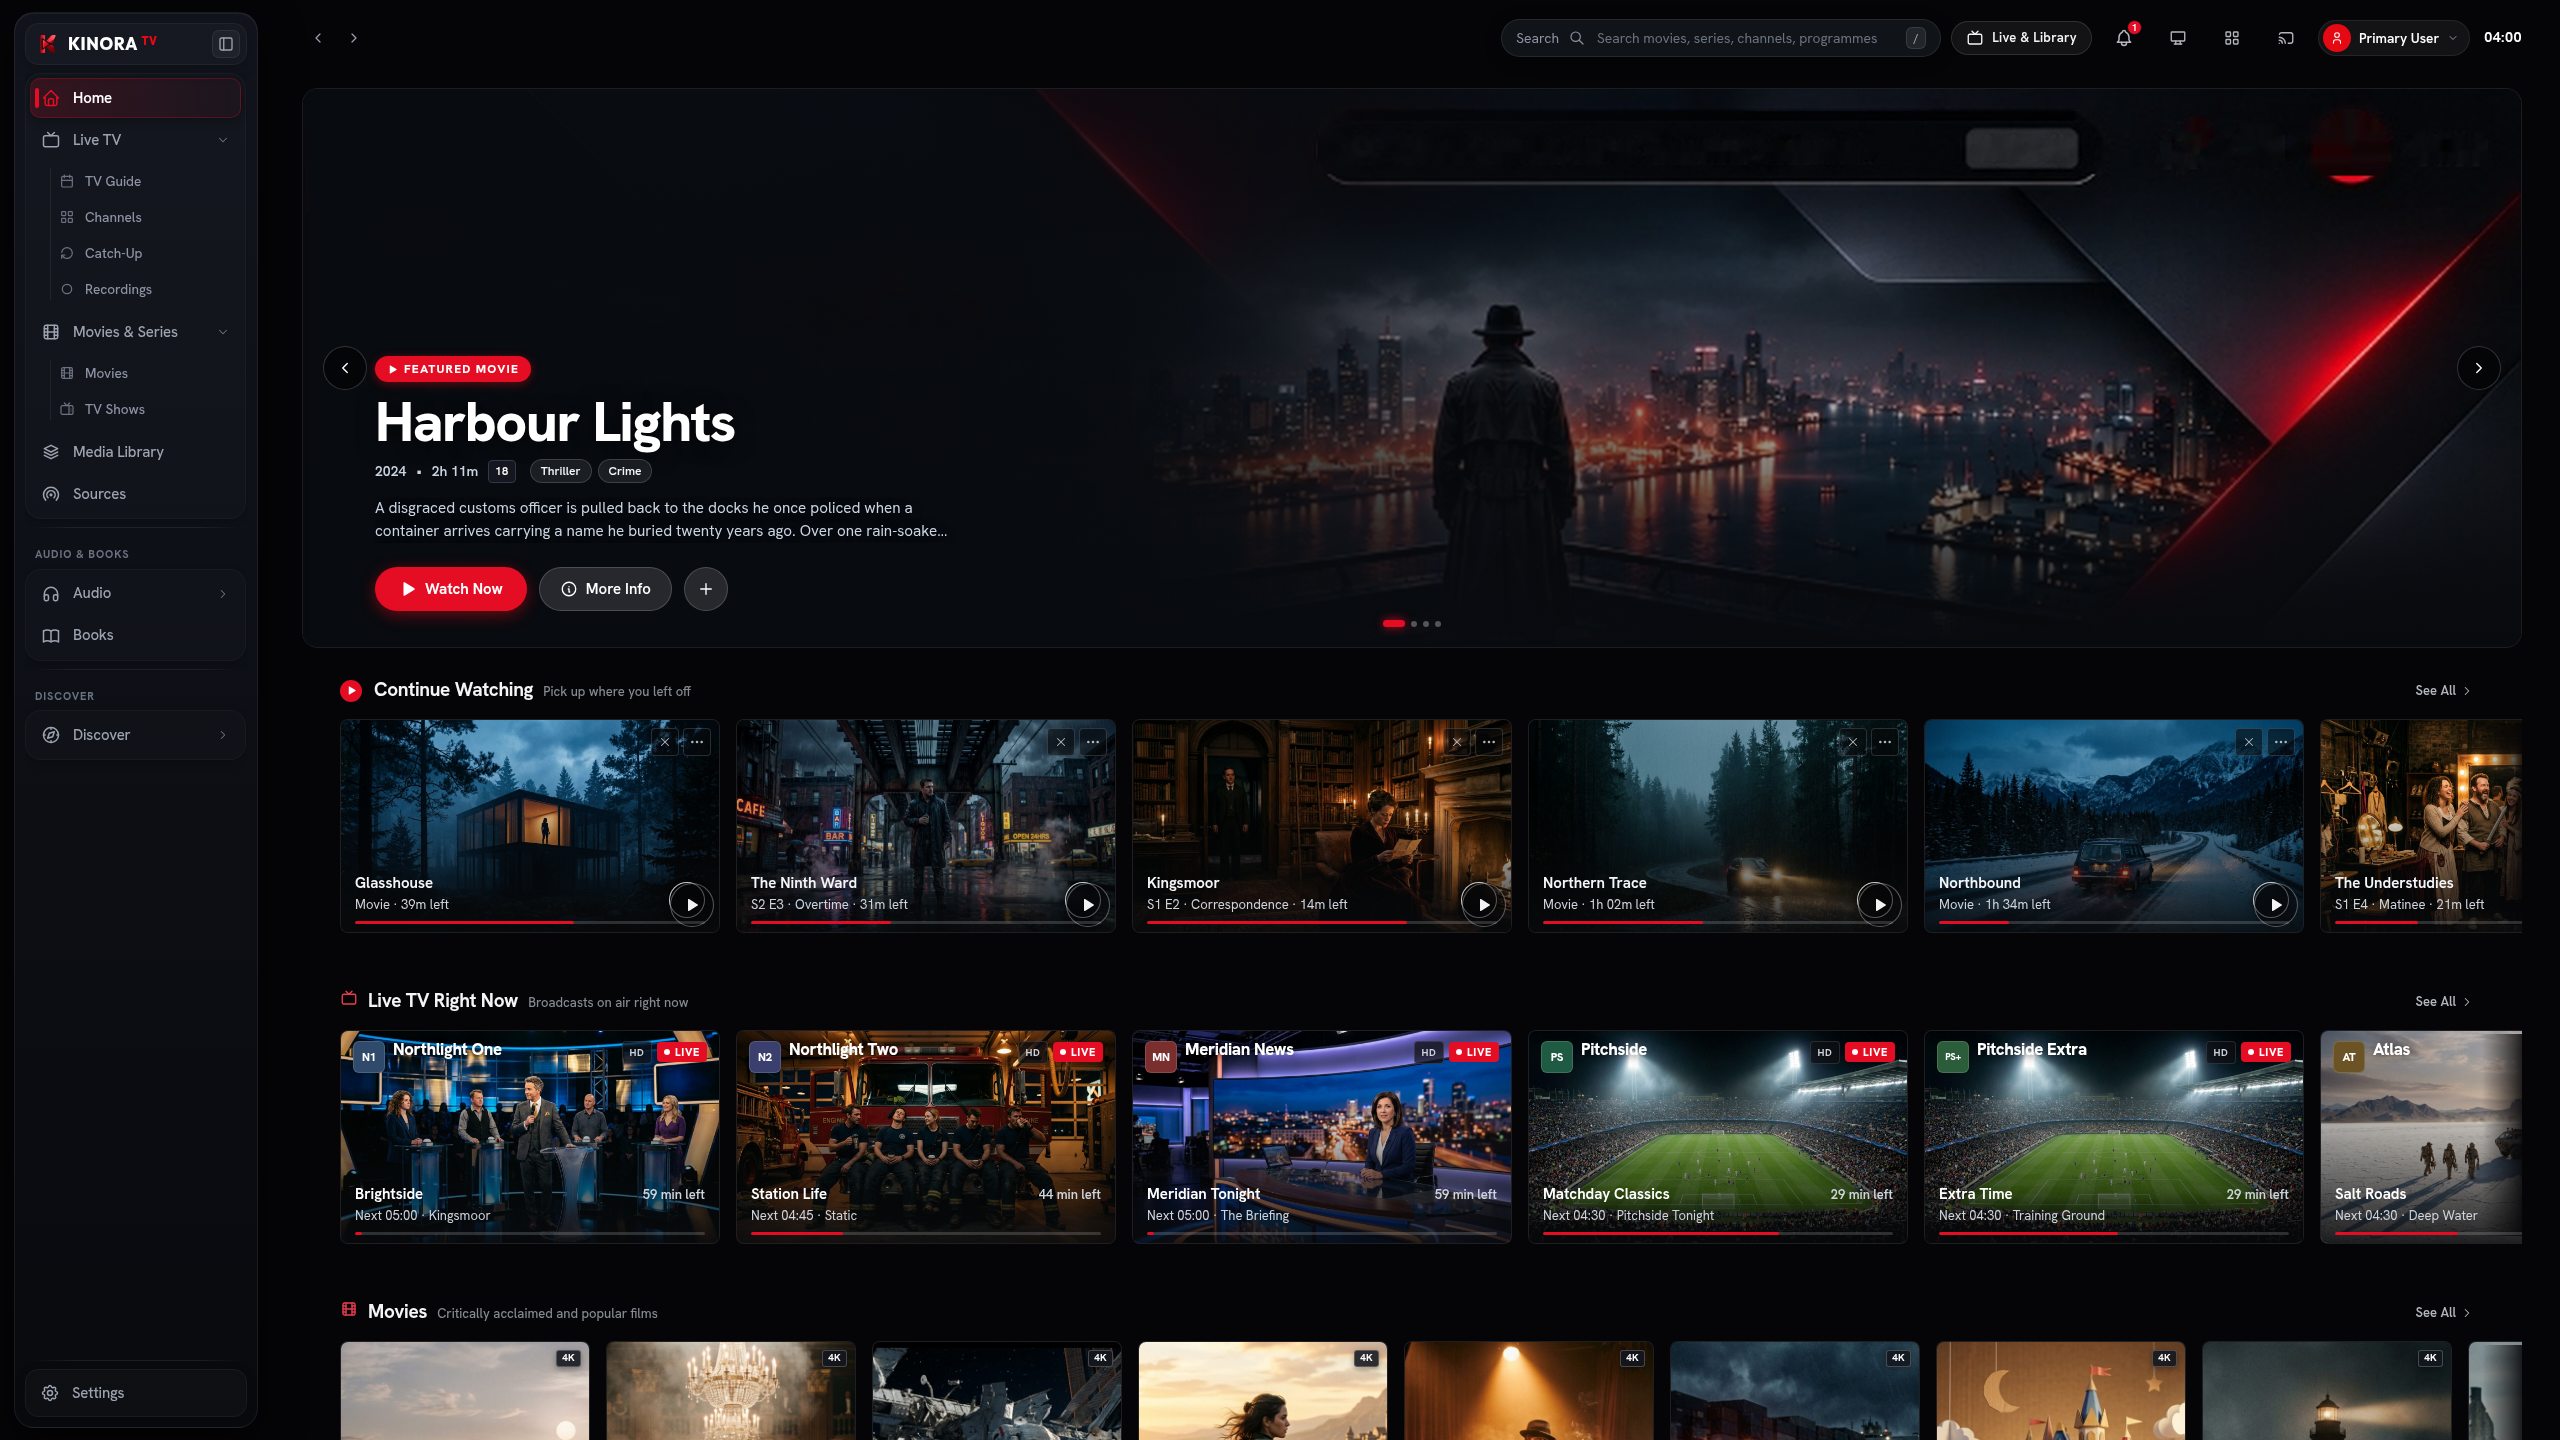 KINORA TV
Home
Live TV
TV Guide
Channels
Catch-Up
Recordings
Movies & Series
Movies
TV Shows
Media Library
Sources
AUDIO & BOOKS
Audio
Books
DISCOVER
Discover
Settings
Search Search movies, series, channels, programmes /
Live & Library
1
Primary User
04:00
FEATURED MOVIE
Harbour Lights
2024 • 2h 11m 18 Thriller Crime
A disgraced customs officer is pulled back to the docks he once policed when a
container arrives carrying a name he buried twenty years ago. Over one rain-soake...
Watch Now
More Info
Continue Watching Pick up where you left off See All
CAFE
BAR
BAR
OPEN 24HRS
Glasshouse
Movie · 39m left
The Ninth Ward
S2 E3 · Overtime · 31m left
Kingsmoor
S1 E2 · Correspondence · 14m left
Northern Trace
Movie · 1h 02m left
Northbound
Movie · 1h 34m left
The Understudies
S1 E4 · Matinee · 21m left
Live TV Right Now Broadcasts on air right now See All
N1 Northlight One HD LIVE
Brightside 59 min left
Next 05:00 · Kingsmoor
N2 Northlight Two HD LIVE
Station Life 44 min left
Next 04:45 · Static
MN Meridian News HD LIVE
Meridian Tonight 59 min left
Next 05:00 · The Briefing
PS Pitchside HD LIVE
Matchday Classics 29 min left
Next 04:30 · Pitchside Tonight
PS+ Pitchside Extra HD LIVE
Extra Time 29 min left
Next 04:30 · Training Ground
AT Atlas
Salt Roads
Next 04:30 · Deep Water
Movies Critically acclaimed and popular films See All
4K
4K
4K
4K
4K
4K
4K
4K